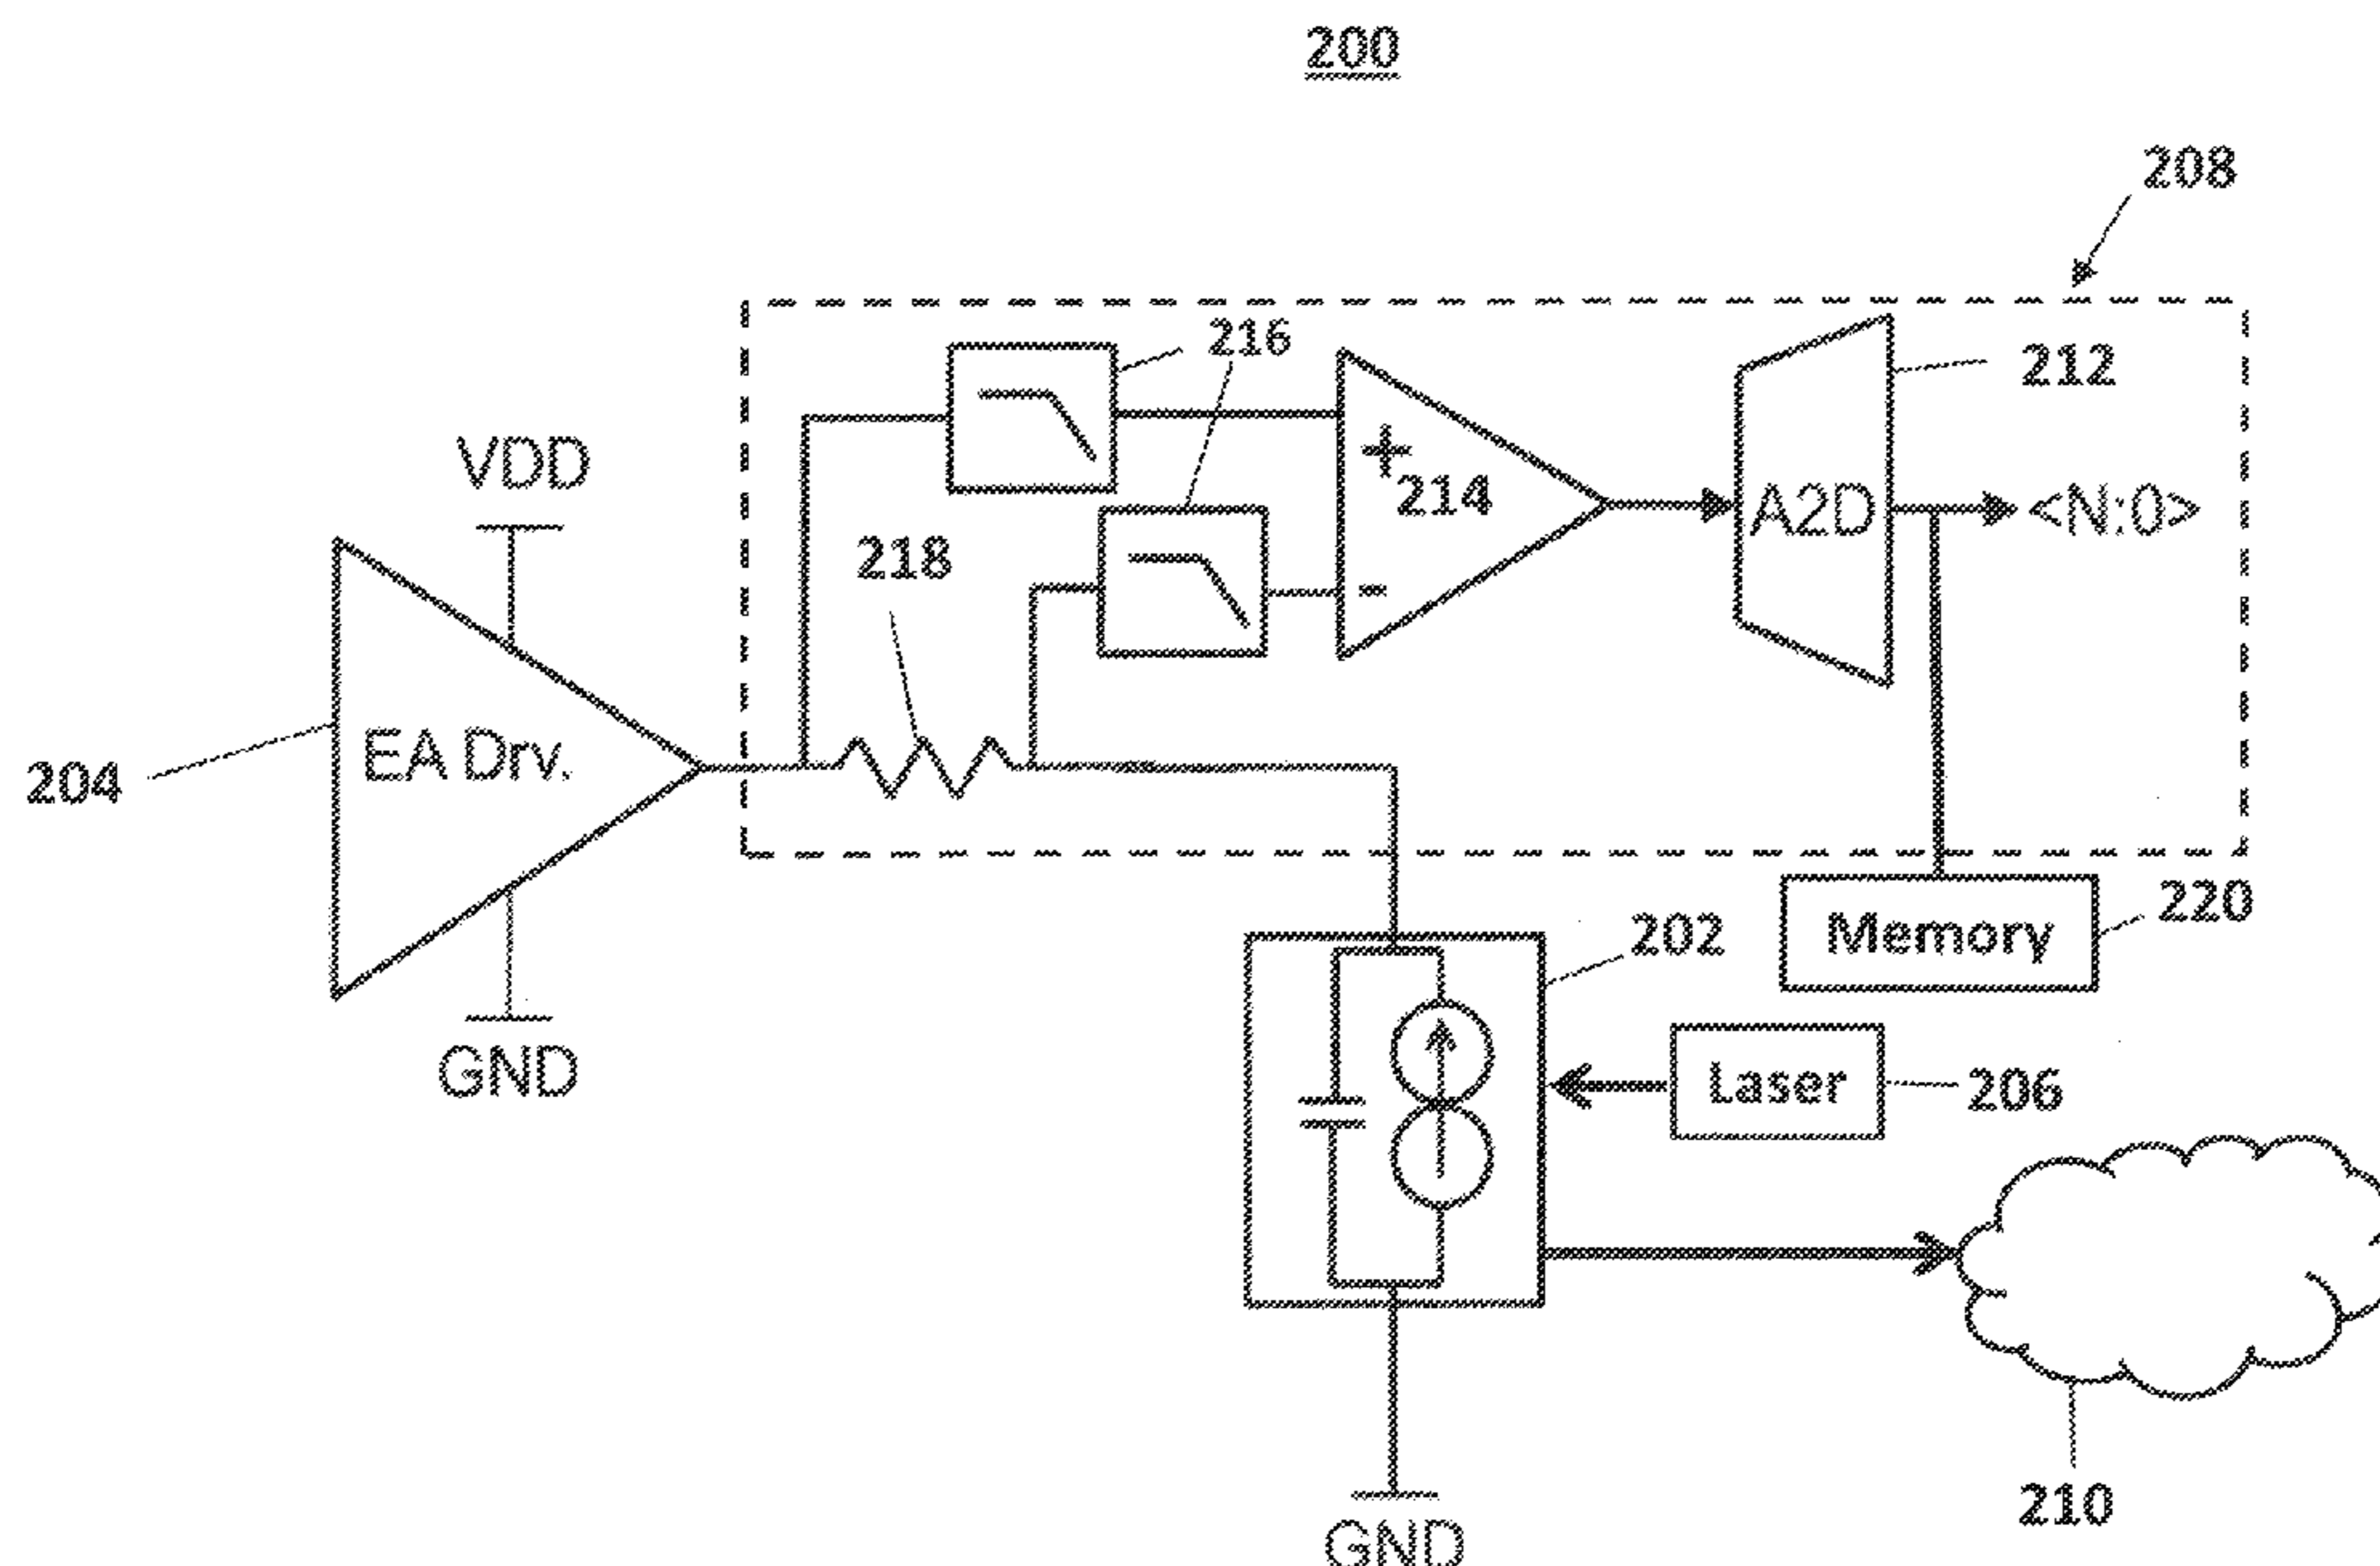 200
208
216
212
VDD
+
214
A2D
<N:0>
218
-
EA Drv.
204
220
Memory
202
GND
Laser
206
210
GND